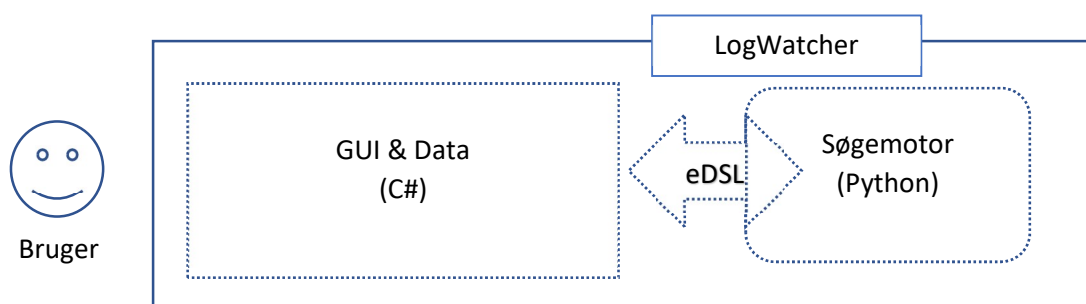 LogWatcher
GUI & Data
(C#)
eDSL
Søgemotor
(Python)
Bruger